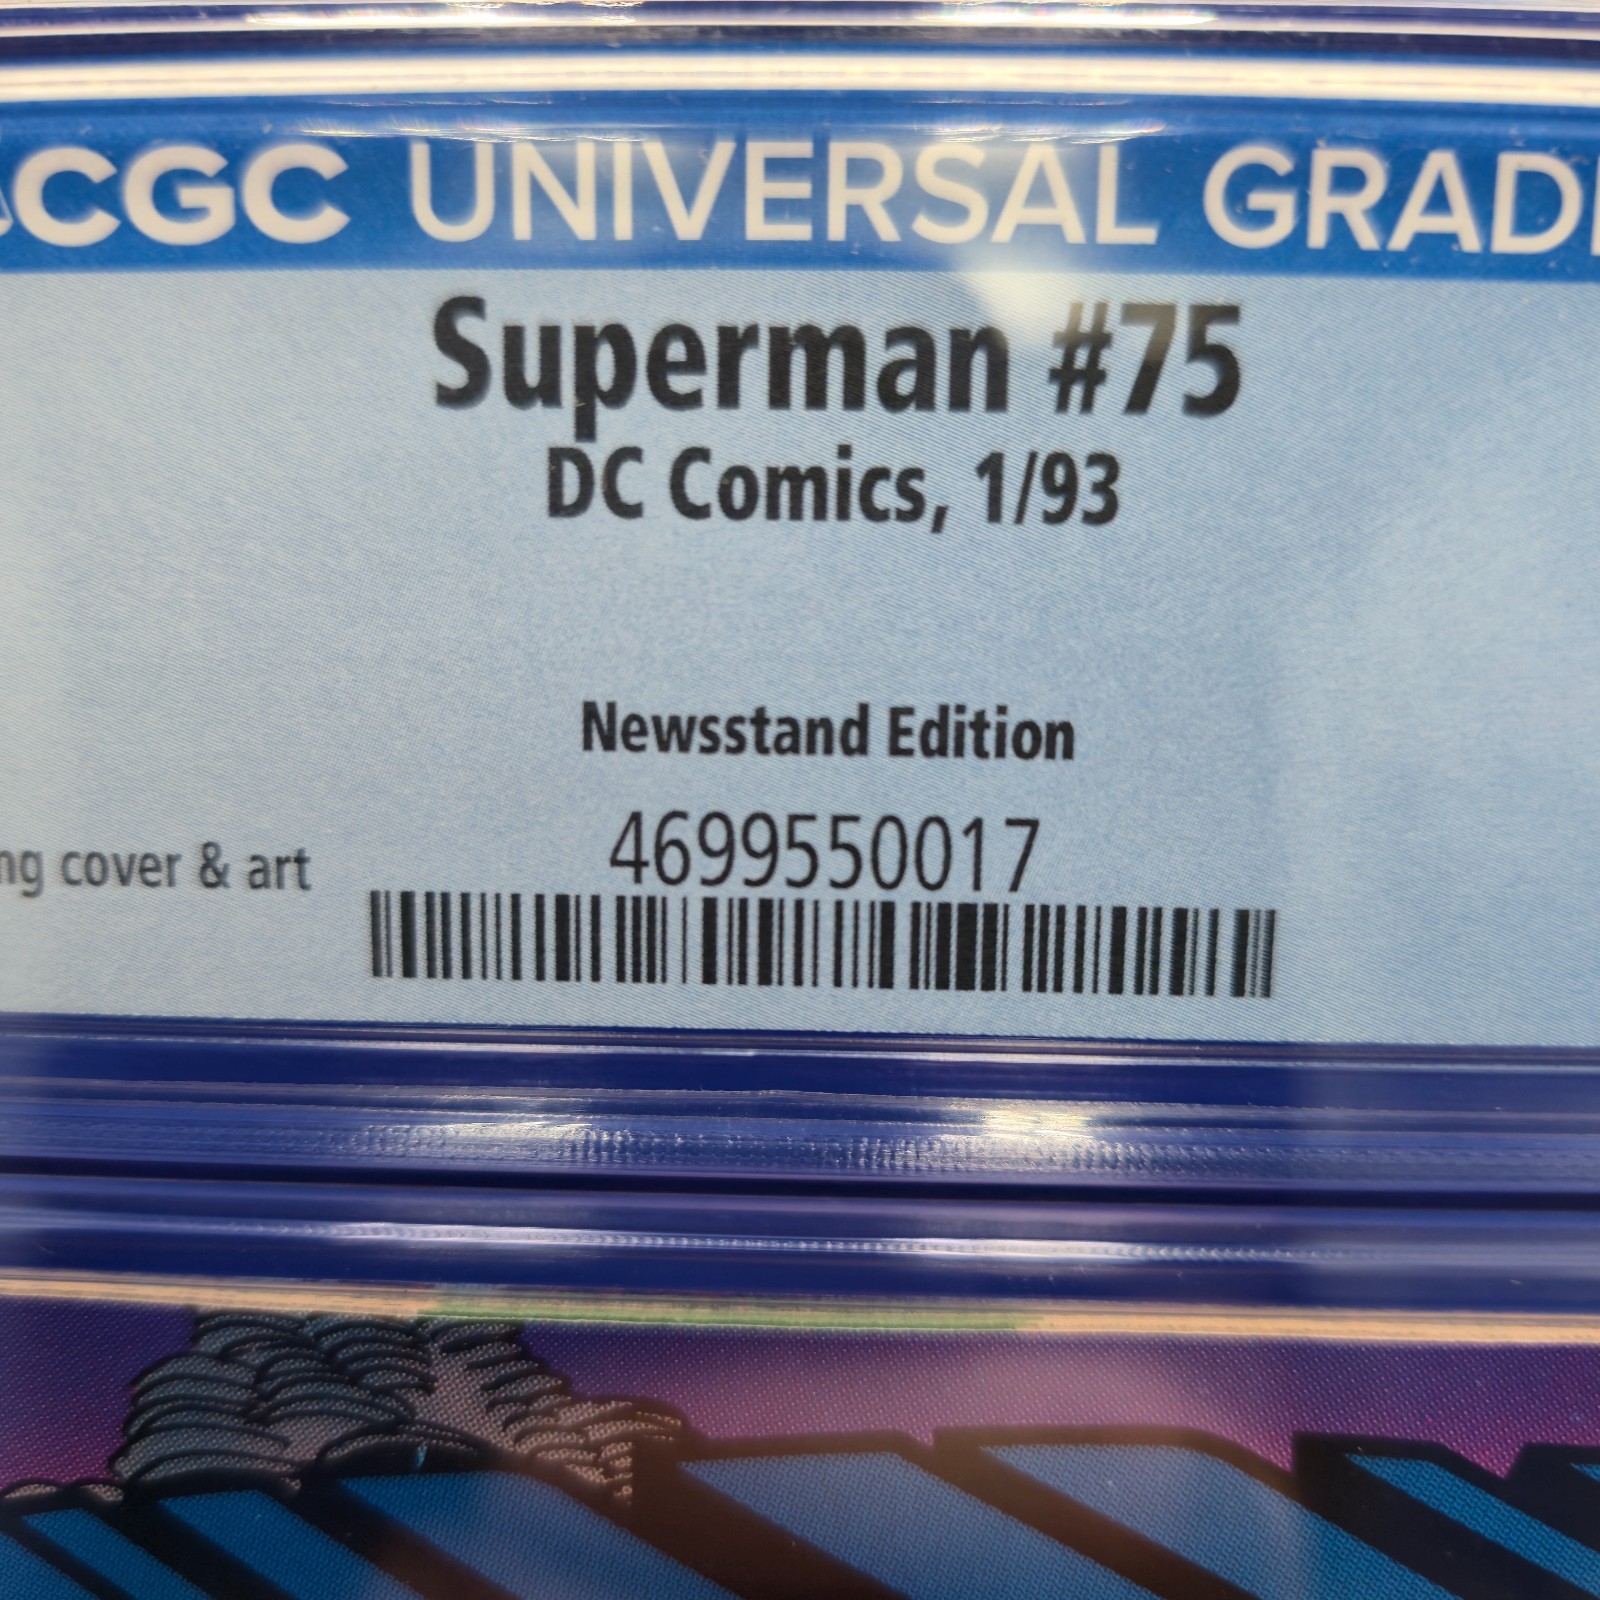 CGC UNIVERSAL GRAD
Superman #75
DC Comics, 1/93
Newsstand Edition
4699550017
ng cover & art